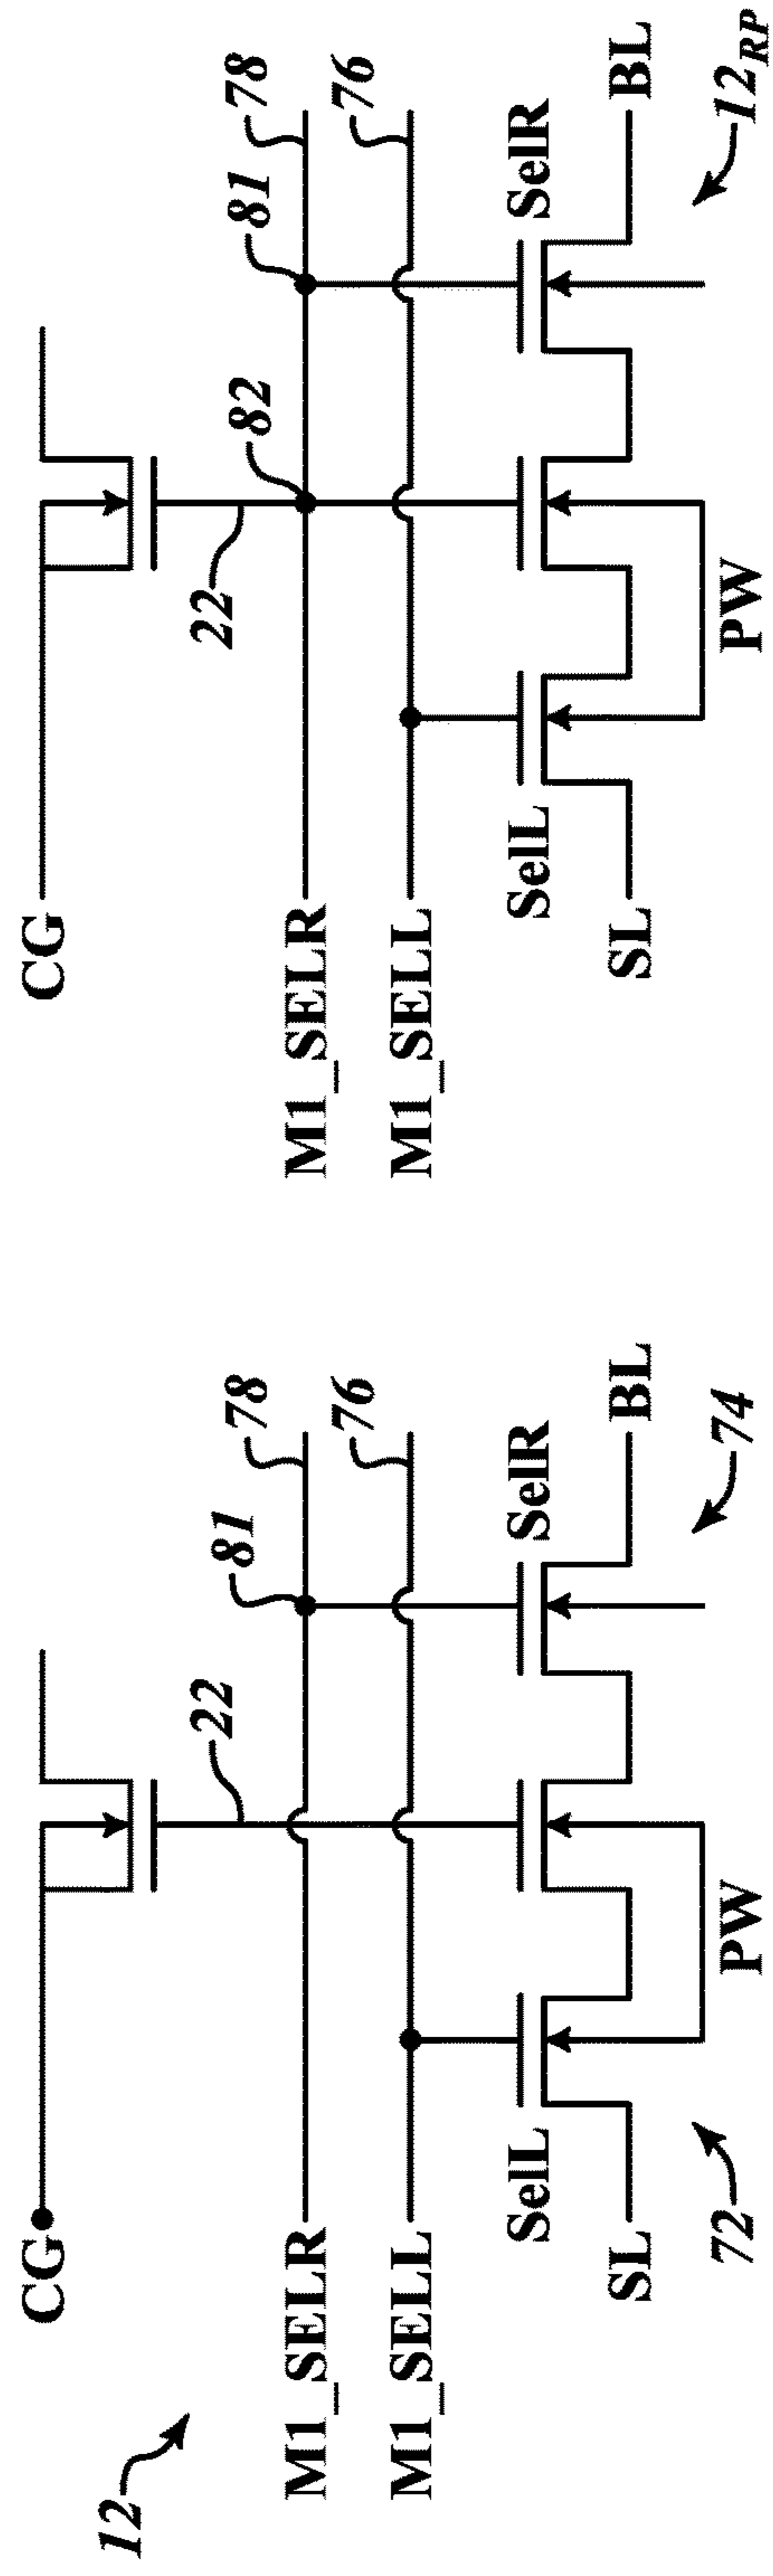 12
CG
22
81
78
M1_SELR
M1_SELL
76
SelL
SelR
SL
BL
72
PW
74
CG
22
82
81
78
M1_SELR
M1_SELL
76
SelL
SelR
SL
BL
PW
12RP